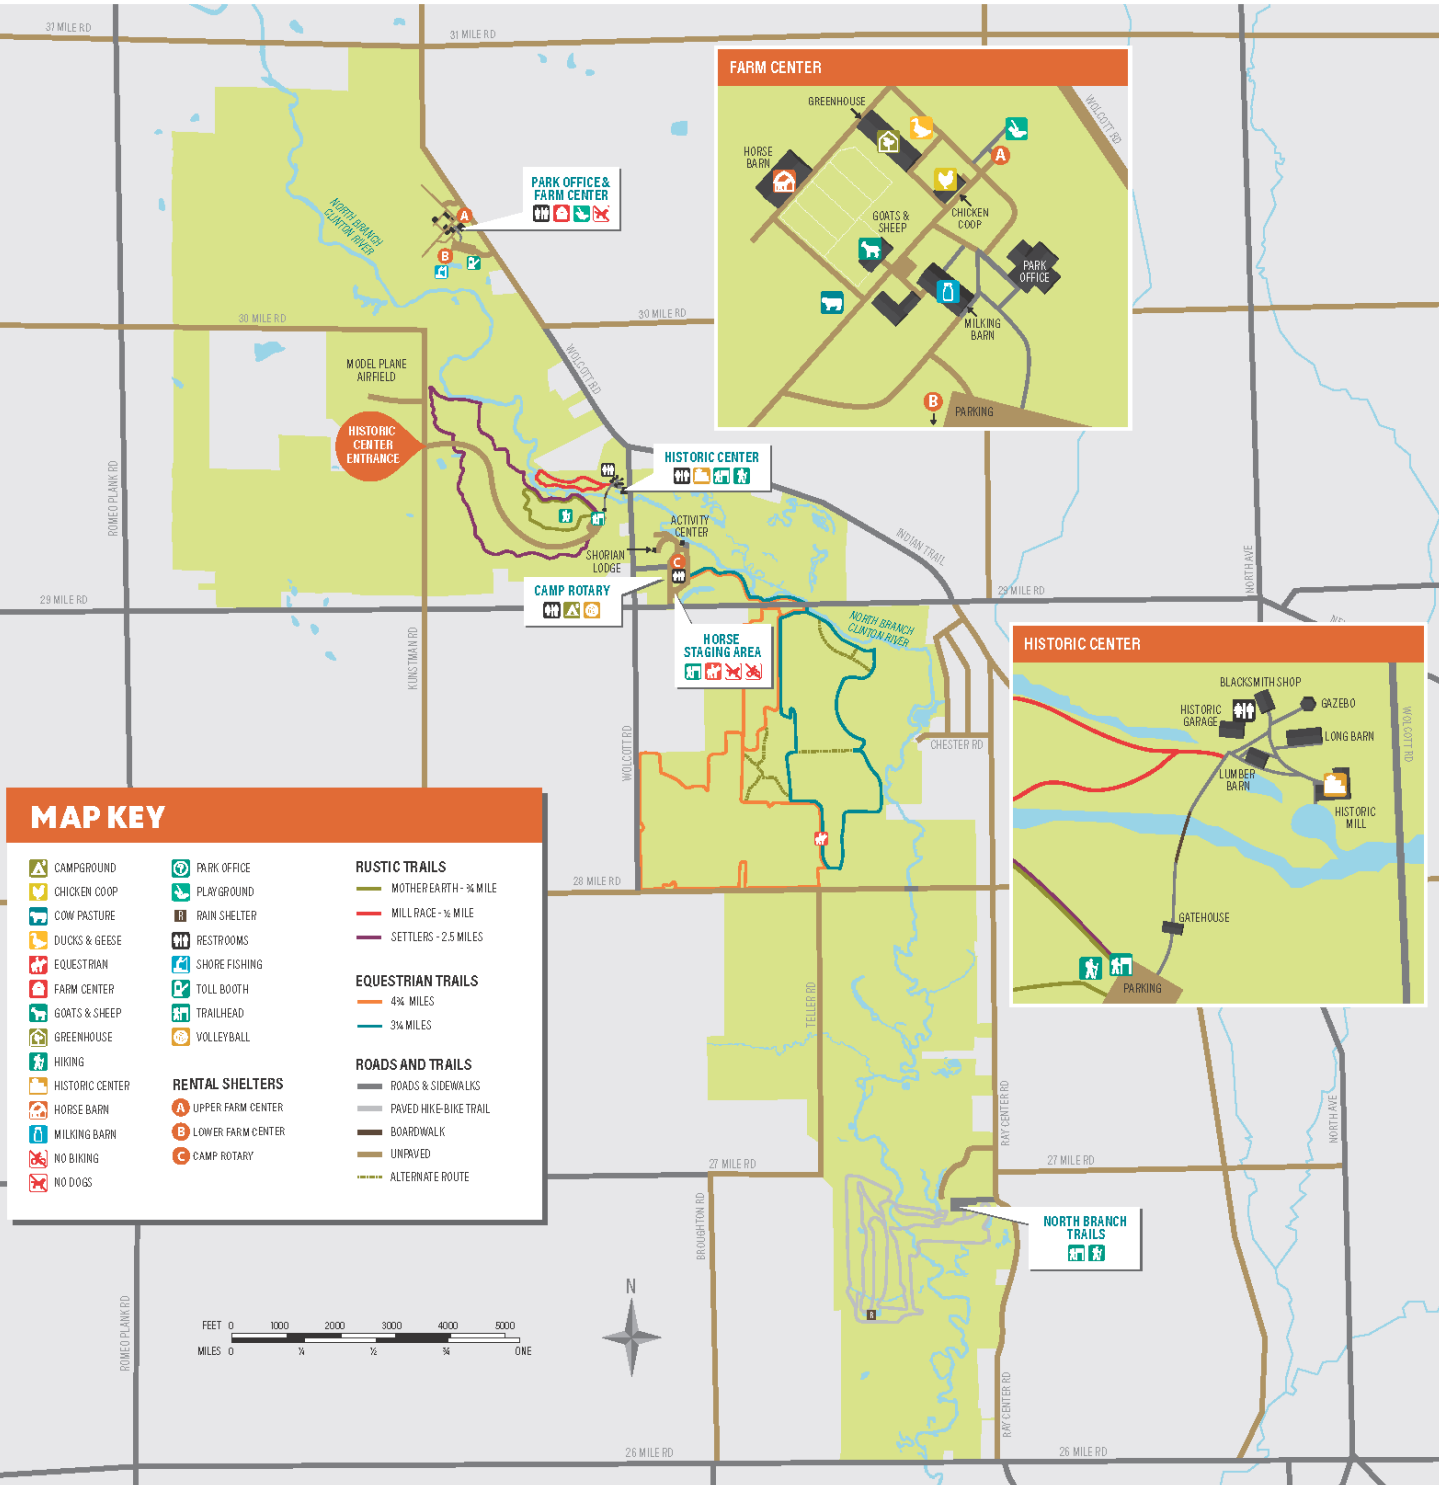 37 MILE RD
31 MILE RD
FARM CENTER
WOLCOTT RD
GREENHOUSE
HORSE
BARN
A
GOATS &
SHEEP
CHICKEN
COOP
PARK
OFFICE
MILKING
BARN
B
PARKING
PARK OFFICE &
FARM CENTER
NORTH BRANCH
CLINTON RIVER
A
B
30 MILE RD
30 MILE RD
WOLCOTT RD
MODEL PLANE
AIRFIELD
HISTORIC
CENTER
ENTRANCE
ROMEO PLANK RD
HISTORIC CENTER
ACTIVITY
CENTER
SHORIAN
LODGE
C
INDIAN TRAIL
NORTH AVE
CAMP ROTARY
29 MILE RD
29 MILE RD
NORTH BRANCH
CLINTON RIVER
HORSE
STAGING AREA
KUNSTMAN RD
WOLCOTT RD
CHESTER RD
HISTORIC CENTER
BLACKSMITH SHOP
GAZEBO
HISTORIC
GARAGE
LONG BARN
WOLCOTT RD
LUMBER
BARN
HISTORIC
MILL
GATEHOUSE
PARKING
28 MILE RD
TELLER RD
RAY CENTER RD
NORTH AVE
27 MILE RD
27 MILE RD
BROUGHTON RD
NORTH BRANCH
TRAILS
R
RAY CENTER RD
26 MILE RD
26 MILE RD
ROMEO PLANK RD
MAP KEY
CAMPGROUND
CHICKEN COOP
COW PASTURE
DUCKS & GEESE
EQUESTRIAN
FARM CENTER
GOATS & SHEEP
GREENHOUSE
HIKING
HISTORIC CENTER
HORSE BARN
MILKING BARN
NO BIKING
NO DOGS
PARK OFFICE
PLAYGROUND
R RAIN SHELTER
RESTROOMS
SHORE FISHING
TOLL BOOTH
TRAILHEAD
VOLLEYBALL
RENTAL SHELTERS
A UPPER FARM CENTER
B LOWER FARM CENTER
C CAMP ROTARY
RUSTIC TRAILS
MOTHER EARTH - ¾ MILE
MILL RACE - ½ MILE
SETTLERS - 2.5 MILES
EQUESTRIAN TRAILS
4¾ MILES
3¼ MILES
ROADS AND TRAILS
ROADS & SIDEWALKS
PAVED HIKE-BIKE TRAIL
BOARDWALK
UNPAVED
ALTERNATE ROUTE
N
FEET 0 1000 2000 3000 4000 5000
MILES 0 ¼ ½ ¾ ONE